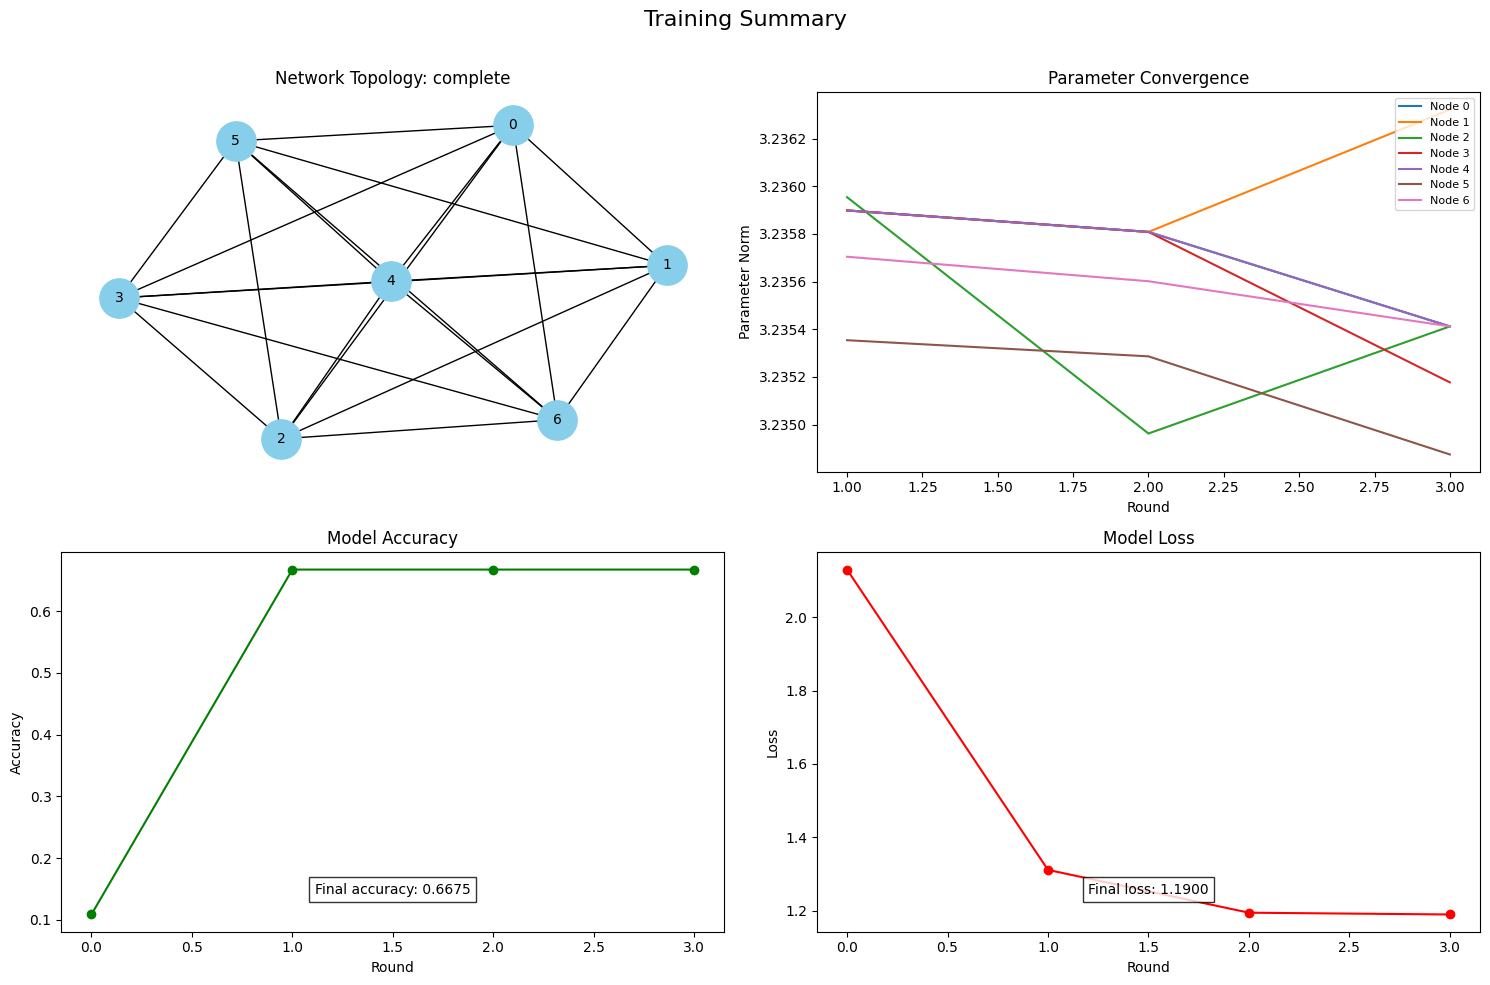 Training Summary
Network Topology: complete
5
0
1
4
3
6
2
Parameter Convergence
Parameter Norm
3.2362
3.2360
3.2358
3.2356
3.2354
3.2352
3.2350
Node 0
Node 1
Node 2
Node 3
Node 4
Node 5
Node 6
1.00 1.25 1.50 1.75 2.00 2.25 2.50 2.75 3.00
Round
Model Accuracy
Accuracy
0.6
0.5
0.4
0.3
0.2
0.1
Final accuracy: 0.6675
0.0 0.5 1.0 1.5 2.0 2.5 3.0
Round
Model Loss
Loss
2.0
1.8
1.6
1.4
1.2
Final loss: 1.1900
0.0 0.5 1.0 1.5 2.0 2.5 3.0
Round